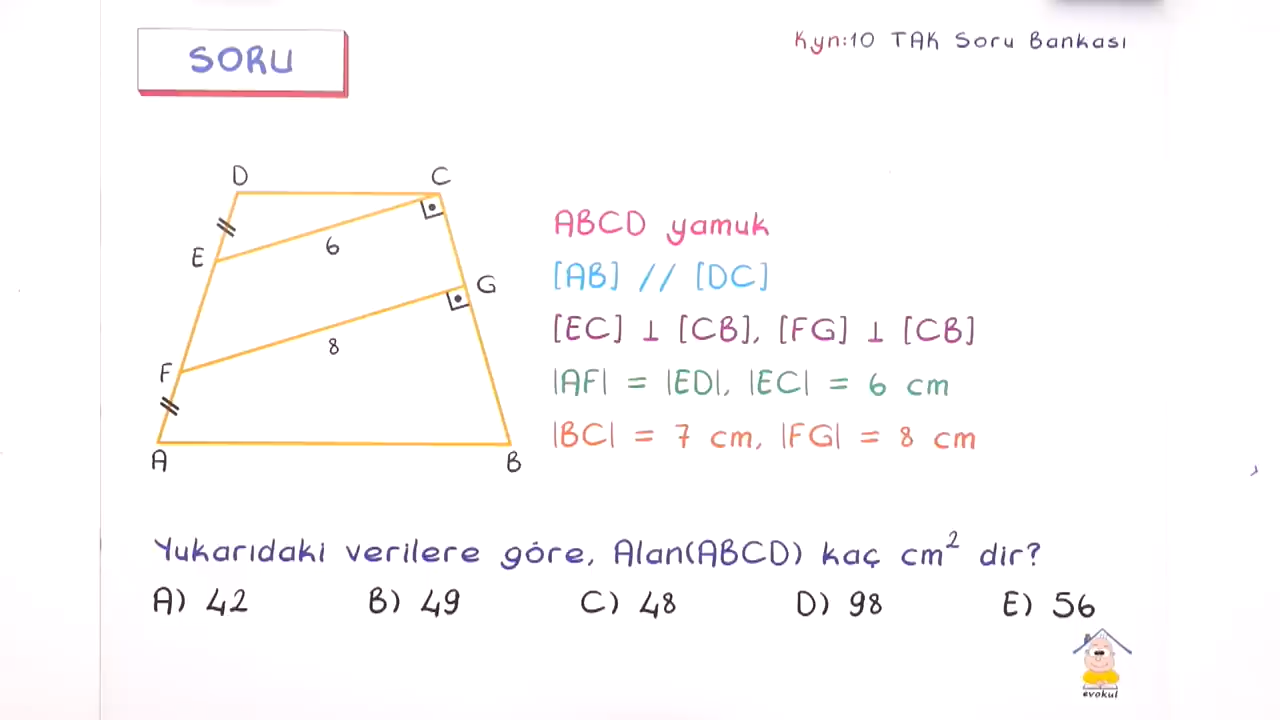 SORU
Kyn:10 TAK Soru Bankası
D
C
E
6
G
F
8
A
B
ABCD yamuk
[AB] // [DC]
[EC] ⊥ [CB], [FG] ⊥ [CB]
|AF| = |ED|, |EC| = 6 cm
|BC| = 7 cm, |FG| = 8 cm
Yukarıdaki verilere göre, Alan(ABCD) kaç cm² dir?
A) 42 B) 49 C) 48 D) 98 E) 56
evokul